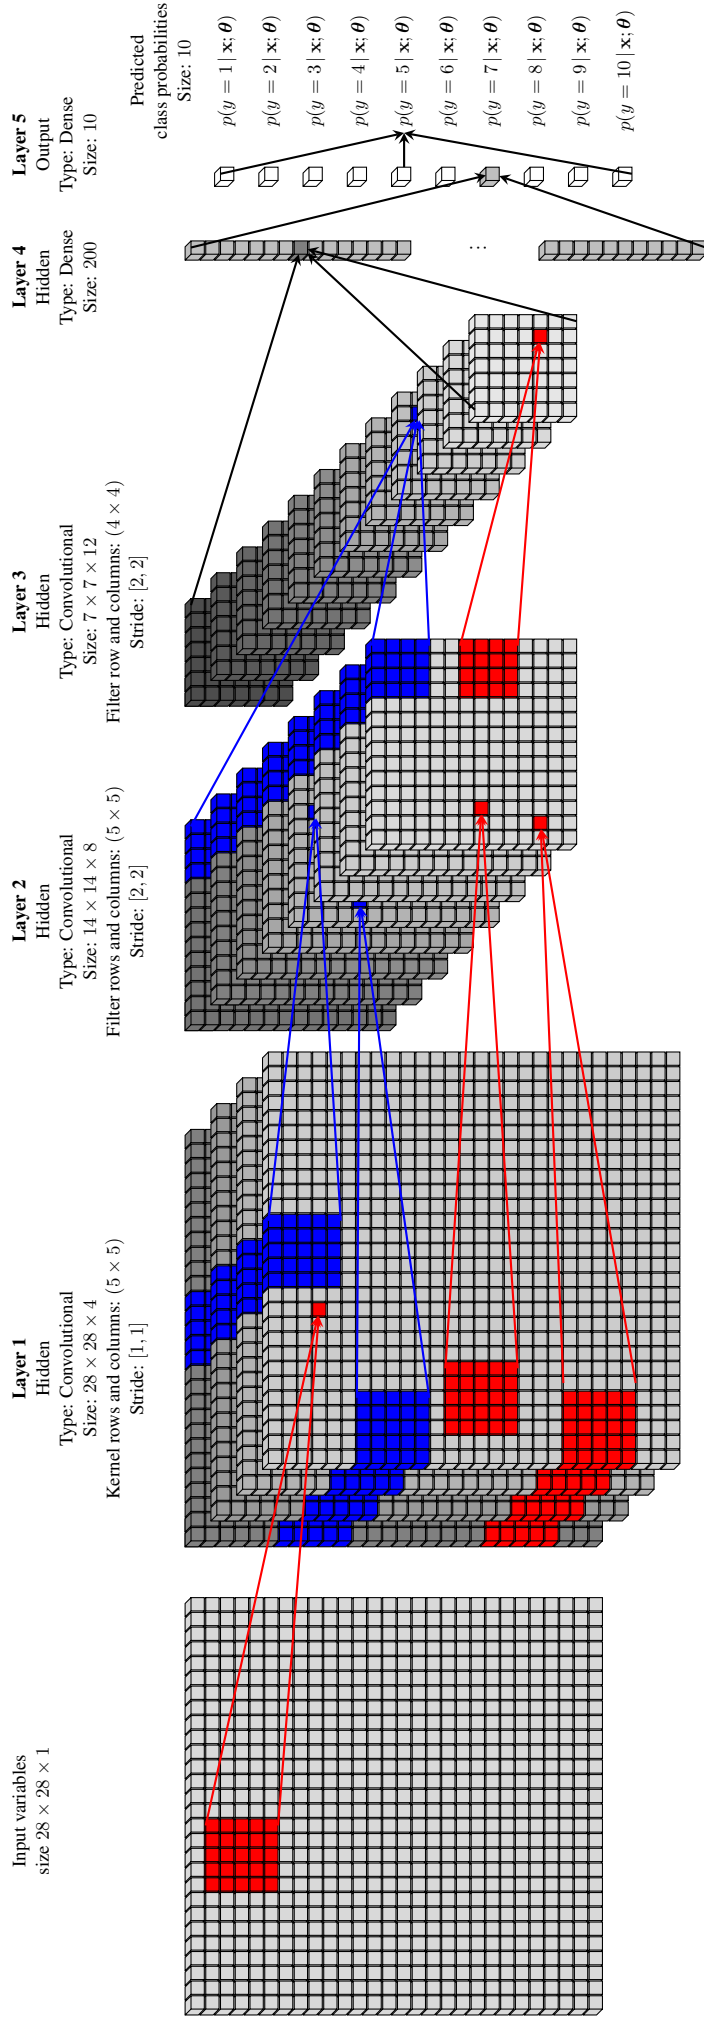 Input variables
size 28 × 28 × 1
Layer 1
Hidden
Type: Convolutional
Size: 28 × 28 × 4
Kernel rows and columns: (5 × 5)
Stride: [1, 1]
Layer 2
Hidden
Type: Convolutional
Size: 14 × 14 × 8
Filter rows and columns: (5 × 5)
Stride: [2, 2]
Layer 3
Hidden
Type: Convolutional
Size: 7 × 7 × 12
Filter row and columns: (4 × 4)
Stride: [2, 2]
Layer 4
Hidden
Type: Dense
Size: 200
...
Layer 5
Output
Type: Dense
Size: 10
Predicted
class probabilities
Size: 10
p(y = 1 | x; θ)
p(y = 2 | x; θ)
p(y = 3 | x; θ)
p(y = 4 | x; θ)
p(y = 5 | x; θ)
p(y = 6 | x; θ)
p(y = 7 | x; θ)
p(y = 8 | x; θ)
p(y = 9 | x; θ)
p(y = 10 | x; θ)